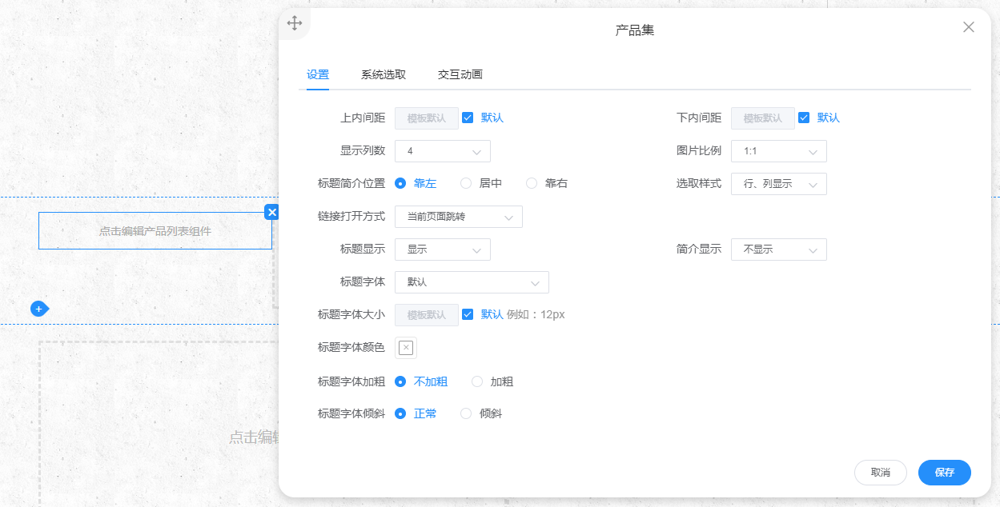 产品集
设置 系统选取 交互动画
上内间距 模板默认 默认 下内间距 模板默认 默认
显示列数 4 图片比例 1:1
标题简介位置 靠左 居中 靠右 选取样式 行、列显示
链接打开方式 当前页面跳转
点击编辑产品列表组件
标题显示 显示 简介显示 不显示
标题字体 默认
标题字体大小 模板默认 默认 例如：12px
标题字体颜色
标题字体加粗 不加粗 加粗
标题字体倾斜 正常 倾斜
点击编辑
取消 保存